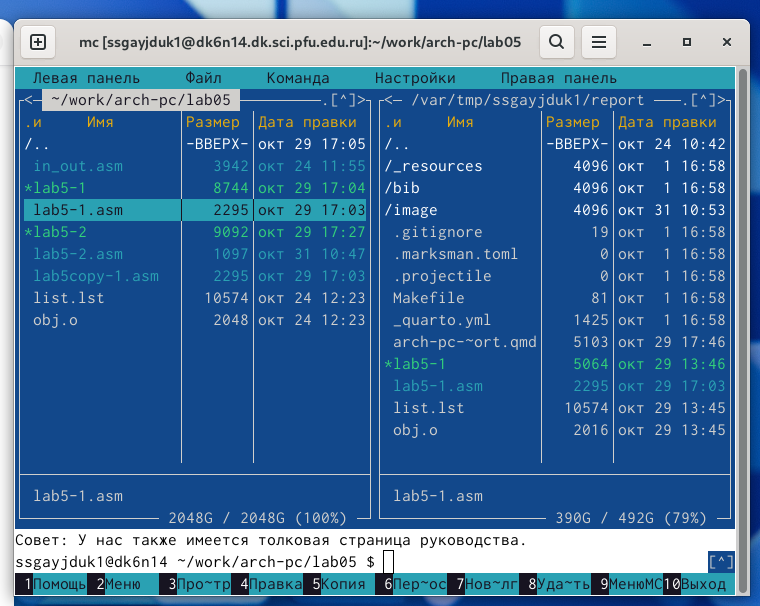 mc [ssgayjduk1@dk6n14.dk.sci.pfu.edu.ru]:~/work/arch-pc/lab05
Левая панель Файл Команда Настройки Правая панель
<— ~/work/arch-pc/lab05 .[^]>
.и Имя Размер Дата правки
/.. -ВВЕРХ- окт 29 17:05
in_out.asm 3942 окт 24 11:55
*lab5-1 8744 окт 29 17:04
lab5-1.asm 2295 окт 29 17:03
*lab5-2 9092 окт 29 17:27
lab5-2.asm 1097 окт 31 10:47
lab5copy-1.asm 2295 окт 29 17:03
list.lst 10574 окт 24 12:23
obj.o 2048 окт 24 12:23
lab5-1.asm
2048G / 2048G (100%)
<— /var/tmp/ssgayjduk1/report —.[^]>
.и Имя Размер Дата правки
/.. -ВВЕРХ- окт 24 10:42
/_resources 4096 окт 1 16:58
/bib 4096 окт 1 16:58
/image 4096 окт 31 10:53
.gitignore 19 окт 1 16:58
.marksman.toml 0 окт 1 16:58
.projectile 0 окт 1 16:58
Makefile 81 окт 1 16:58
_quarto.yml 1425 окт 1 16:58
arch-pc-~ort.qmd 5103 окт 29 17:46
*lab5-1 5064 окт 29 13:46
lab5-1.asm 2295 окт 29 17:03
list.lst 10574 окт 29 13:45
obj.o 2016 окт 29 13:45
lab5-1.asm
390G / 492G (79%)
Совет: У нас также имеется толковая страница руководства.
ssgayjduk1@dk6n14 ~/work/arch-pc/lab05 $ [^]
1Помощь 2Меню 3Про~тр 4Правка 5Копия 6Пер~ос 7Нов~лг 8Уда~ть 9МенюMC 10Выход